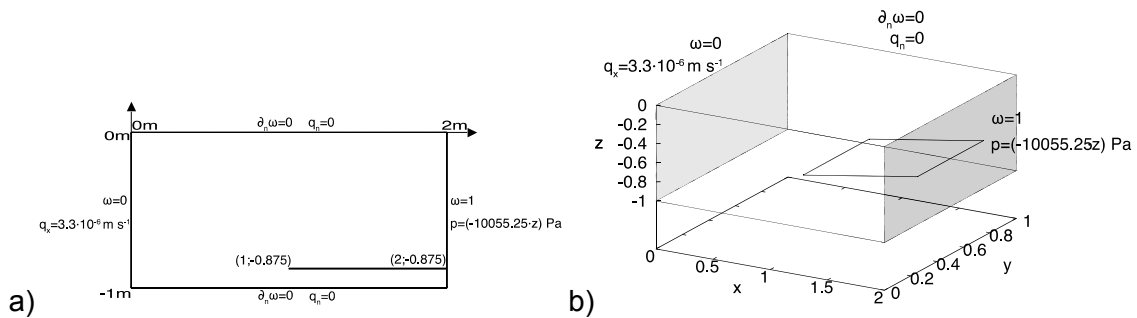 0m
∂ₙω=0 qₙ=0
2m
0m
ω=0
qₓ=3.3·10⁻⁶ m s⁻¹
ω=1
p=(-10055.25·z) Pa
(1;-0.875)
(2;-0.875)
-1m
∂ₙω=0 qₙ=0
a)
∂ₙω=0
qₙ=0
ω=0
qₓ=3.3·10⁻⁶ m s⁻¹
0
-0.2
-0.4
-0.6
-0.8
-1
z
ω=1
p=(-10055.25z) Pa
0
0.5
1
1.5
2
x
0
0.2
0.4
0.6
0.8
1
y
b)